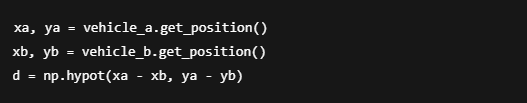 xa, ya = vehicle_a.get_position()
xb, yb = vehicle_b.get_position()
d = np.hypot(xa - xb, ya - yb)